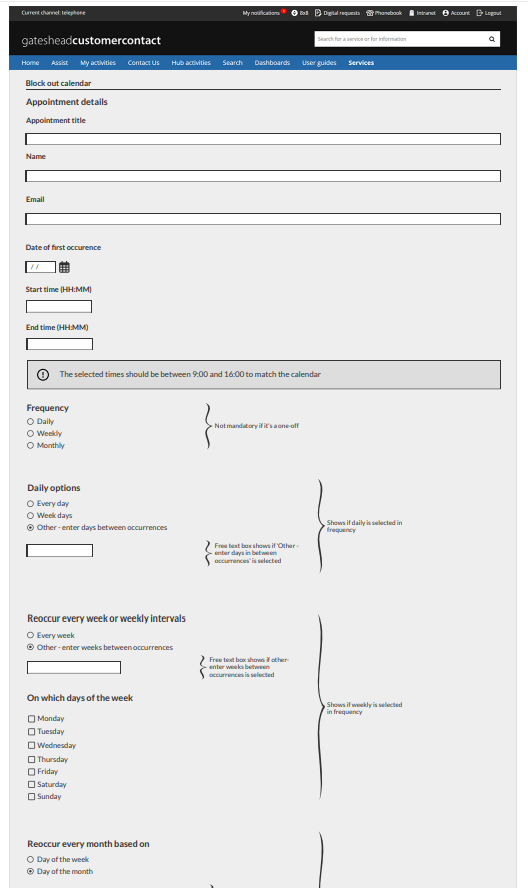 Current channel: telephone My notifications 8x8 Digital requests Phonebook Intranet Account Logout
gatesheadcustomercontact Search for a service or for information
Home Assist My activities Contact Us Hub activities Search Dashboards User guides Services
Block out calendar
Appointment details
Appointment title
Name
Email
Date of first occurence
/ /
Start time (HH:MM)
End time (HH:MM)
The selected times should be between 9:00 and 16:00 to match the calendar
Frequency
Daily
Weekly
Monthly
Not mandatory if it's a one-off
Daily options
Every day
Week days
Other - enter days between occurrences
Free text box shows if 'Other -
enter days in between
occurrences' is selected
Shows if daily is selected in
frequency
Reoccur every week or weekly intervals
Every week
Other - enter weeks between occurrences
Free text box shows if other-
enter weeks between
occurrences is selected
On which days of the week
Monday
Tuesday
Wednesday
Thursday
Friday
Saturday
Sunday
Shows if weekly is selected
in frequency
Reoccur every month based on
Day of the week
Day of the month